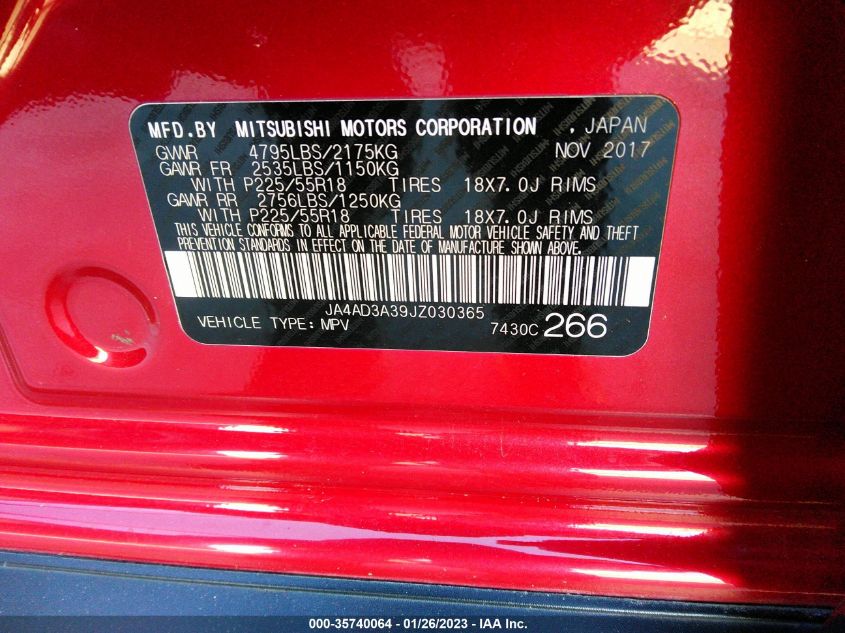 MFD.BY MITSUBISHI MOTORS CORPORATION . JAPAN
GWWR 4795LBS/2175KG NOV 2017
GAWR FR 2535LBS/1150KG
WITH P225/55R18 TIRES 18X7.0J RIMS
GAWR RR 2756LBS/1250KG
WITH P225/55R18 TIRES 18X7.0J RIMS
THIS VEHICLE CONFORMS TO ALL APPLICABLE FEDERAL MOTOR VEHICLE SAFETY AND THEFT
PREVENTION STANDARDS IN EFFECT ON THE DATE OF MANUFACTURE SHOWN ABOVE.
JA4AD3A39JZ030365
VEHICLE TYPE: MPV 7430C 266
000-35740064 - 01/26/2023 - IAA Inc.